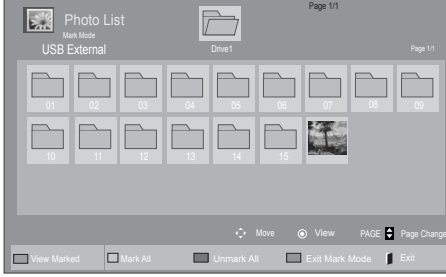 Page 1/1
Photo List
Mark Mode
USB External
Drive1
Page 1/1
01 02 03 04 05 06 07 08 09
10 11 12 13 14 15
Move View PAGE Page Change
View Marked Mark All Unmark All Exit Mark Mode Exit